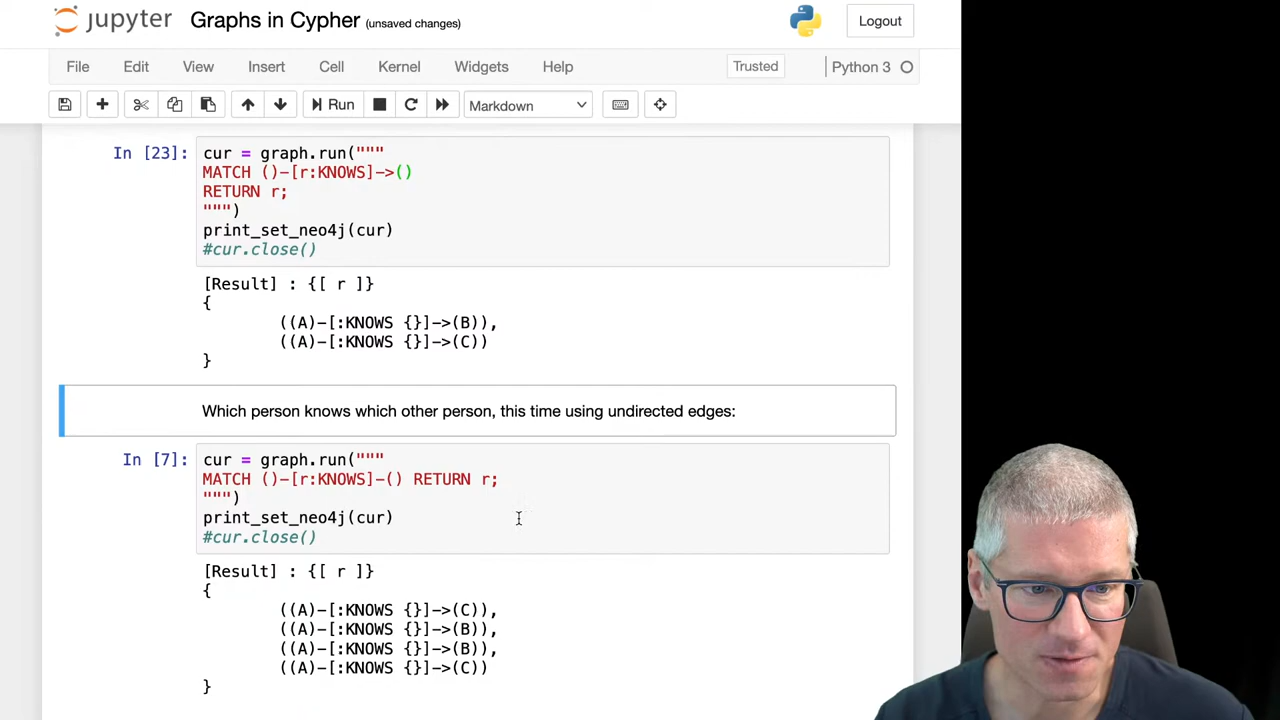 jupyter Graphs in Cypher (unsaved changes) Logout
File Edit View Insert Cell Kernel Widgets Help Trusted Python 3
Run Markdown
In [23]: cur = graph.run("""
MATCH ()-[r:KNOWS]->()
RETURN r;
""")
print_set_neo4j(cur)
#cur.close()
[Result] : {[ r ]}
{
((A)-[:KNOWS {}]->(B)),
((A)-[:KNOWS {}]->(C))
}
Which person knows which other person, this time using undirected edges:
In [7]: cur = graph.run("""
MATCH ()-[r:KNOWS]-() RETURN r;
""")
print_set_neo4j(cur)
#cur.close()
[Result] : {[ r ]}
{
((A)-[:KNOWS {}]->(C)),
((A)-[:KNOWS {}]->(B)),
((A)-[:KNOWS {}]->(B)),
((A)-[:KNOWS {}]->(C))
}